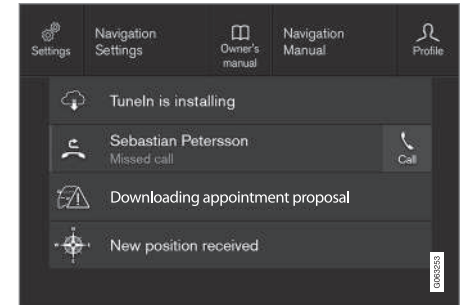 Settings
Navigation
Settings
Owner's
manual
Navigation
Manual
Profile
TuneIn is installing
Sebastian Petersson
Missed call
Call
Downloading appointment proposal
New position received
G063253